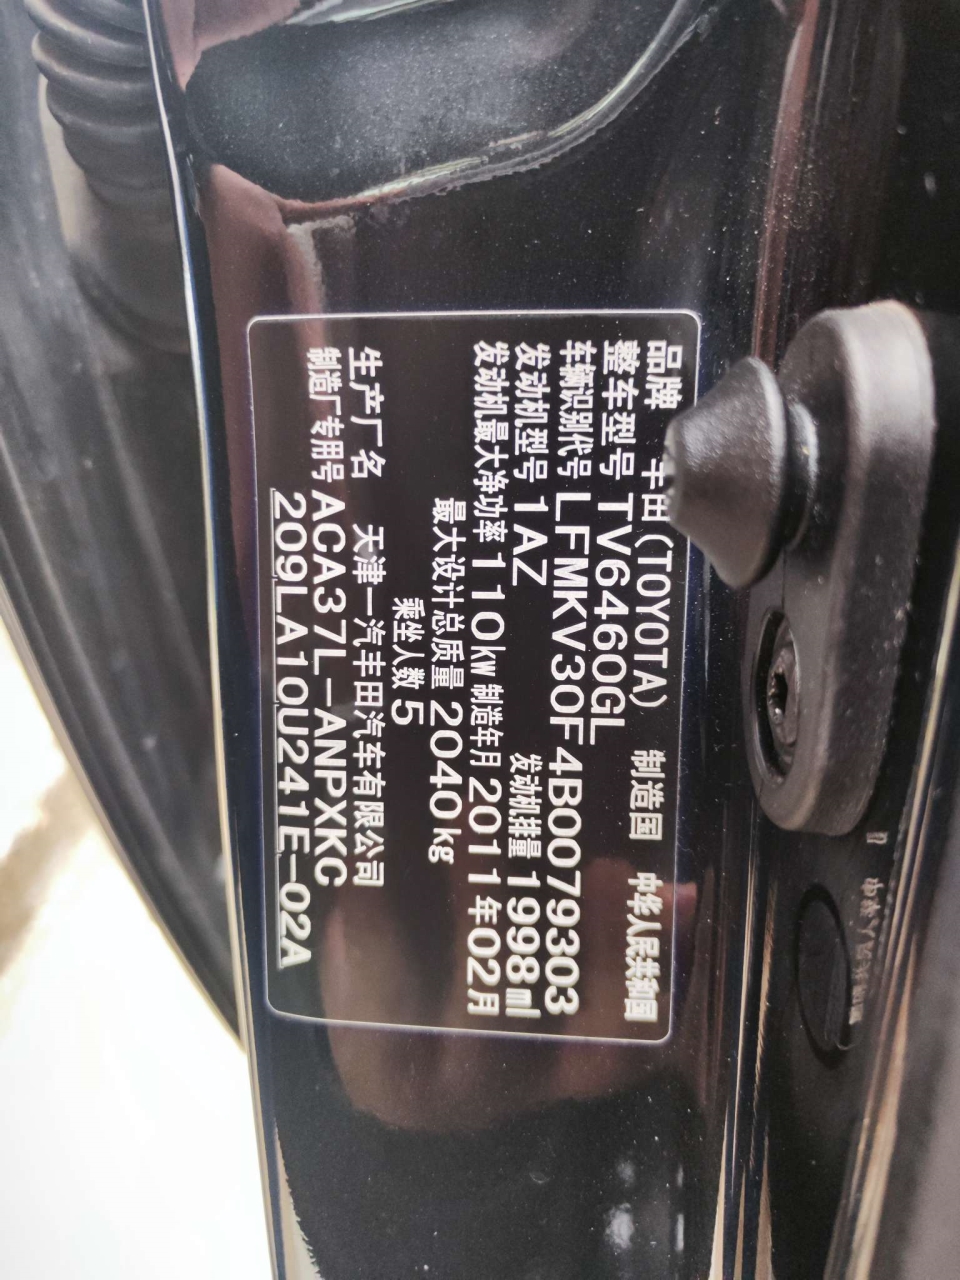 品牌 丰田(TOYOTA) 制造国 中华人民共和国
整车型号 TV6460GL
车辆识别代号 LFMKV30F4B0079303
发动机型号 1AZ 发动机排量 1998ml
发动机最大净功率 110kw 制造年月 2011年02月
最大设计总质量 2040kg
乘坐人数 5
生产厂名 天津一汽丰田汽车有限公司
制造厂专用号 ACA37L-ANPXKC
209LA10U241E-02A